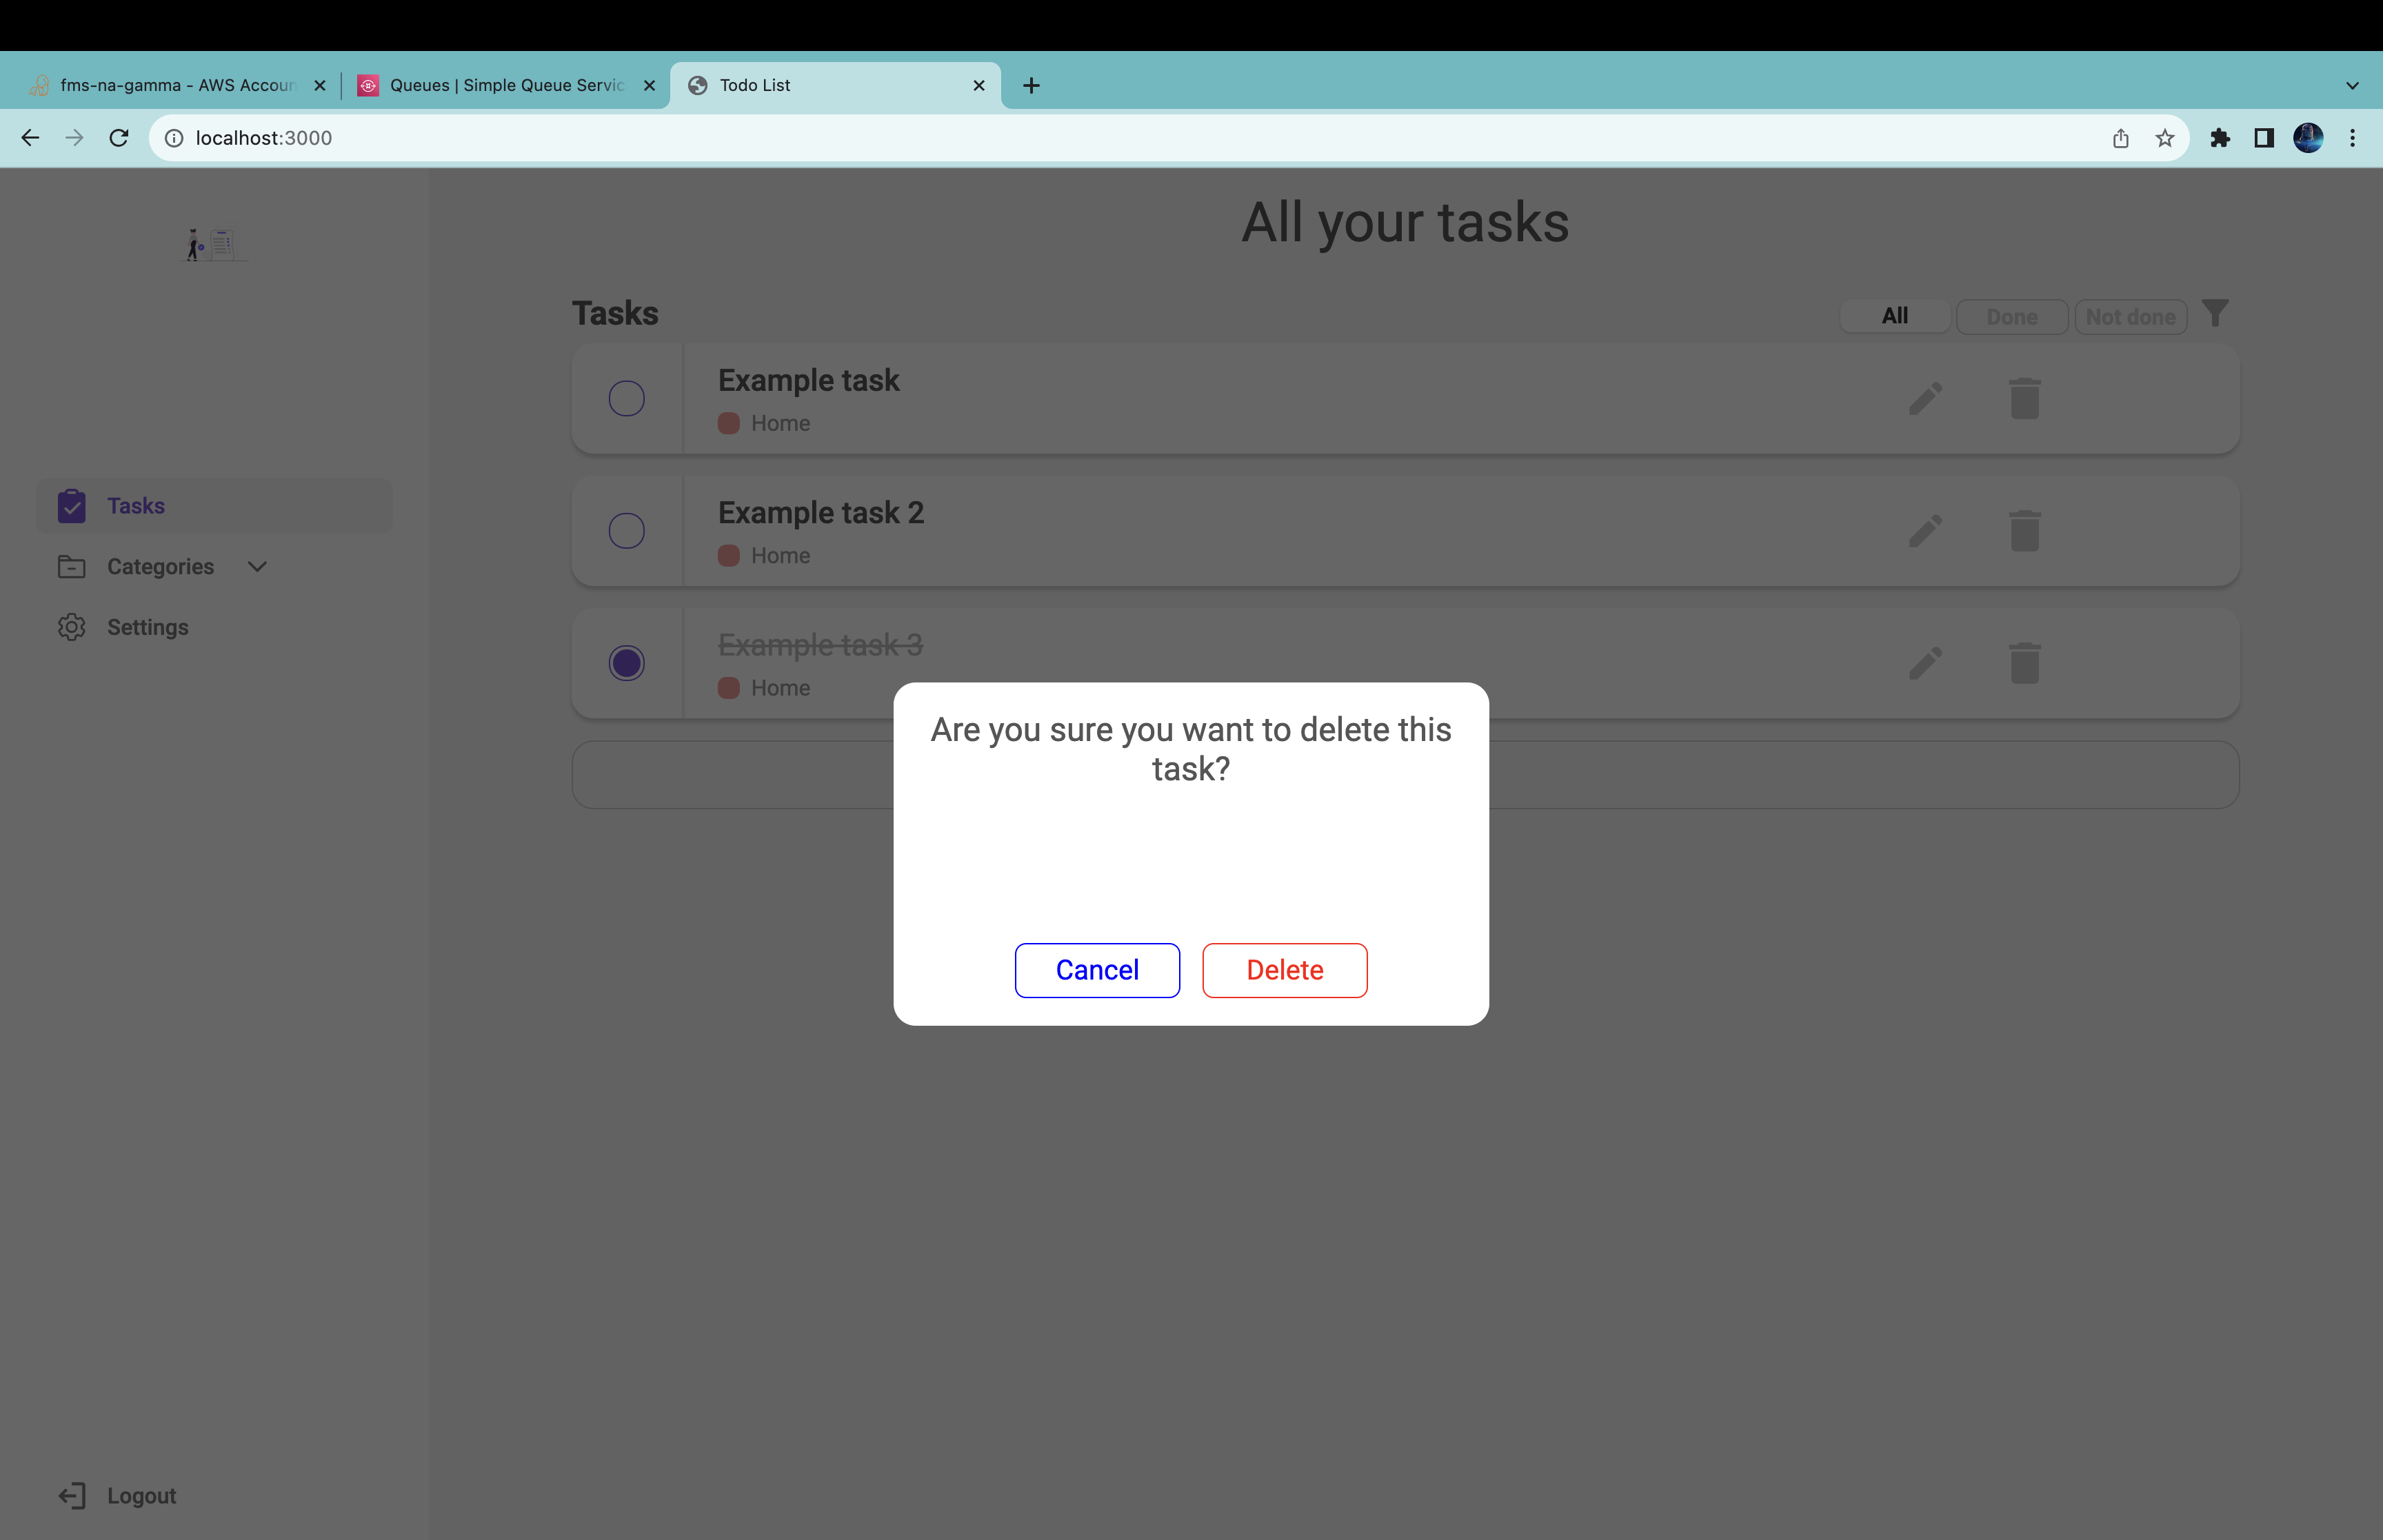 fms-na-gamma - AWS Accoun
Queues | Simple Queue Servic
Todo List
localhost:3000
All your tasks
Tasks
All
Done
Not done
Example task
Home
Example task 2
Home
Example task 3
Home
Tasks
Categories
Settings
Are you sure you want to delete this
task?
Cancel
Delete
Logout